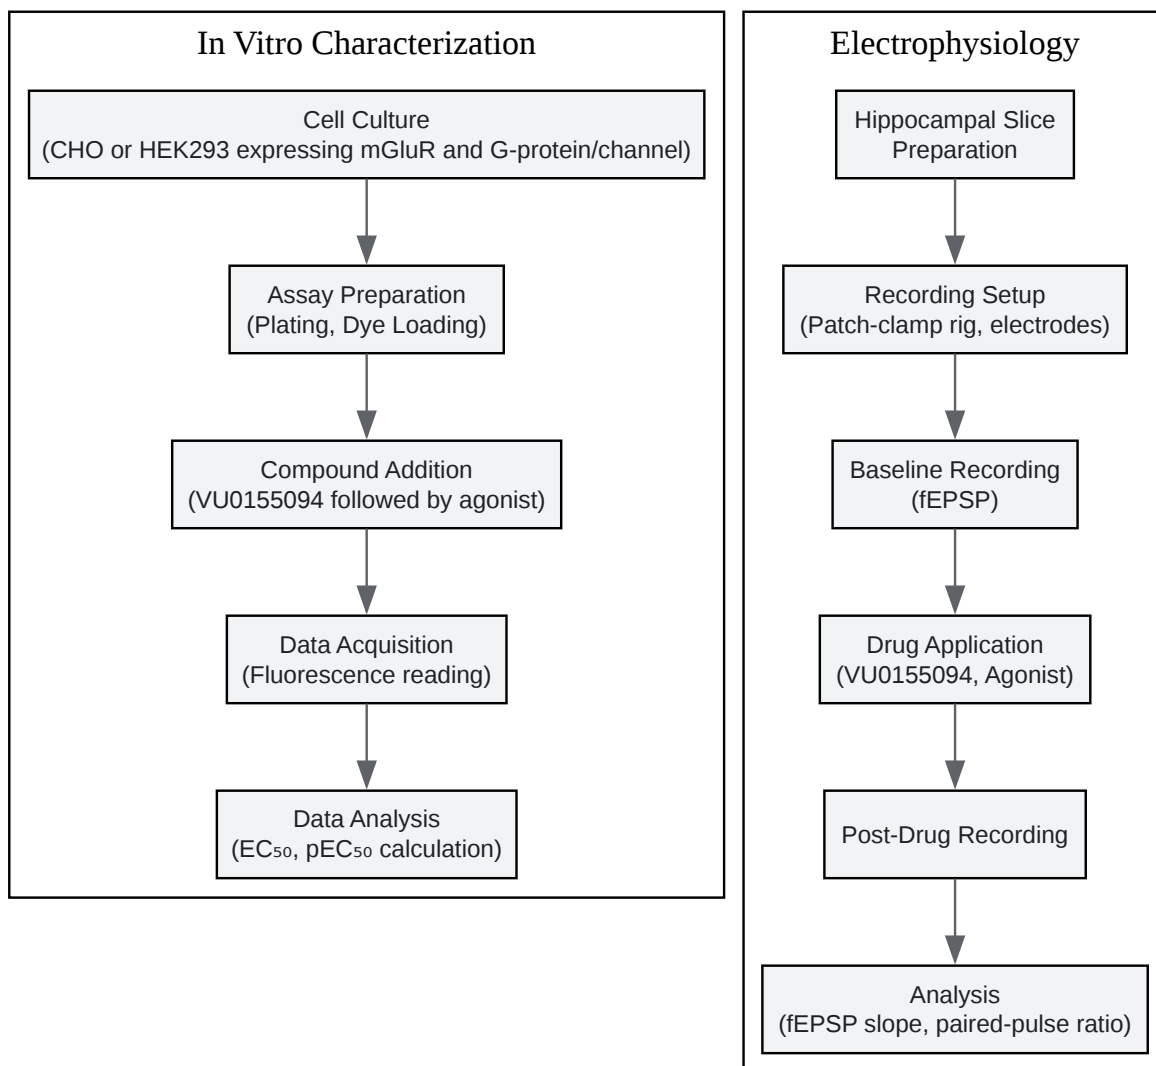 In Vitro Characterization
Cell Culture
(CHO or HEK293 expressing mGluR and G-protein/channel)
Assay Preparation
(Plating, Dye Loading)
Compound Addition
(VU0155094 followed by agonist)
Data Acquisition
(Fluorescence reading)
Data Analysis
(EC₅₀, pEC₅₀ calculation)
Electrophysiology
Hippocampal Slice
Preparation
Recording Setup
(Patch-clamp rig, electrodes)
Baseline Recording
(fEPSP)
Drug Application
(VU0155094, Agonist)
Post-Drug Recording
Analysis
(fEPSP slope, paired-pulse ratio)